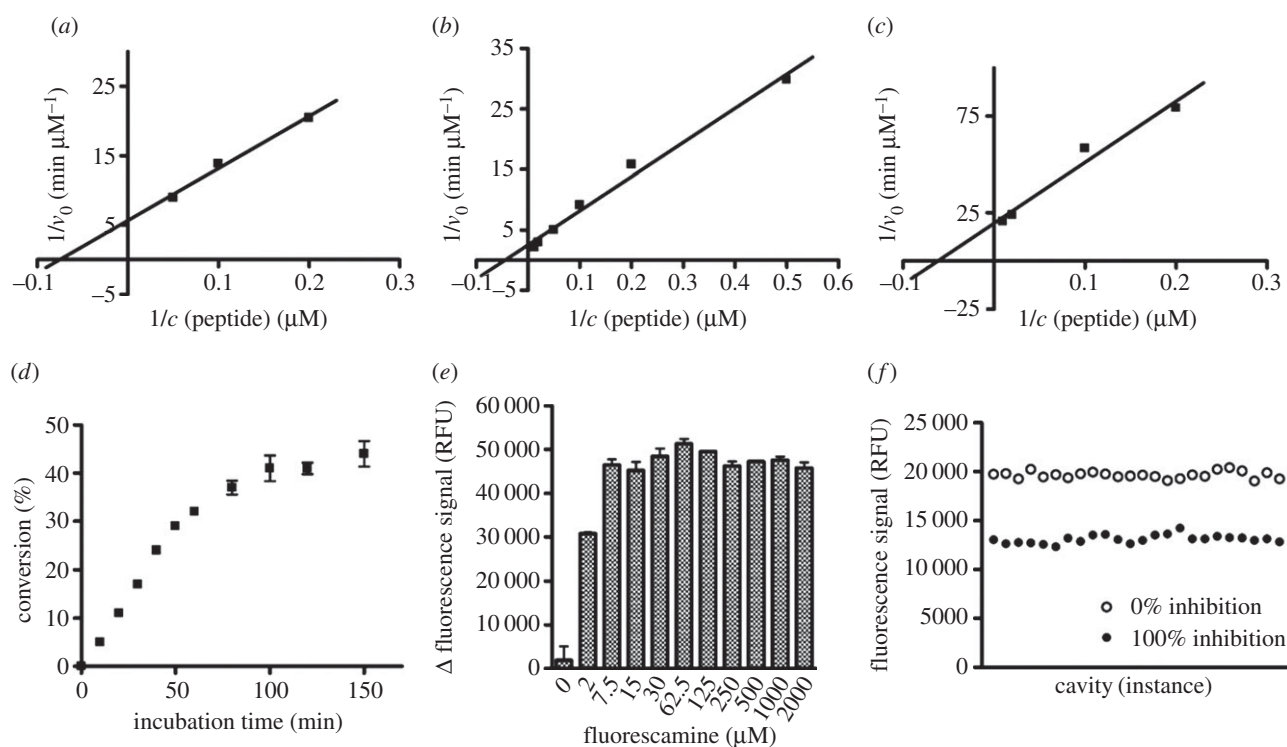 (a)
25
15
5
−5
1/v0 (min µM−1)
−0.1 0 0.1 0.2 0.3
1/c (peptide) (µM)
(b)
35
25
15
5
−5
1/v0 (min µM−1)
−0.1 0 0.1 0.2 0.3 0.4 0.5 0.6
1/c (peptide) (µM)
(c)
75
25
−25
1/v0 (min µM−1)
−0.1 0 0.1 0.2 0.3
1/c (peptide) (µM)
(d)
50
40
30
20
10
0
conversion (%)
0 50 100 150
incubation time (min)
(e)
60 000
50 000
40 000
30 000
20 000
10 000
0
Δ fluorescence signal (RFU)
0 2 7.5 15 30 62.5 125 250 500 1000 2000
fluorescamine (µM)
(f)
25 000
20 000
15 000
10 000
5000
0
fluorescence signal (RFU)
0% inhibition
100% inhibition
cavity (instance)